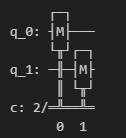 ┌─┐
q_0: ┤M├───
     └╥┘┌─┐
q_1: ─╫─┤M├
      ║ └╥┘
c: 2/═╩══╩═
      0  1